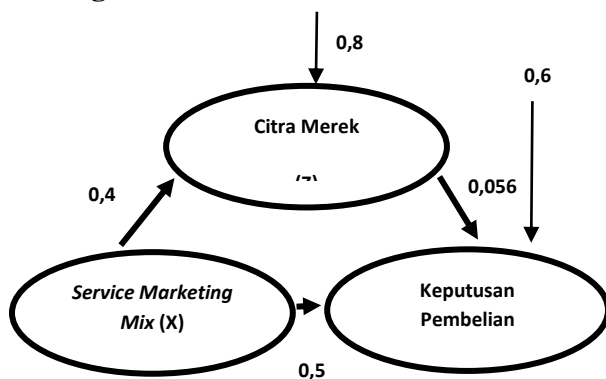 0,8
0,6
Citra Merek
0,4
0,056
Service Marketing
Mix (X)
Keputusan
Pembelian
0,5